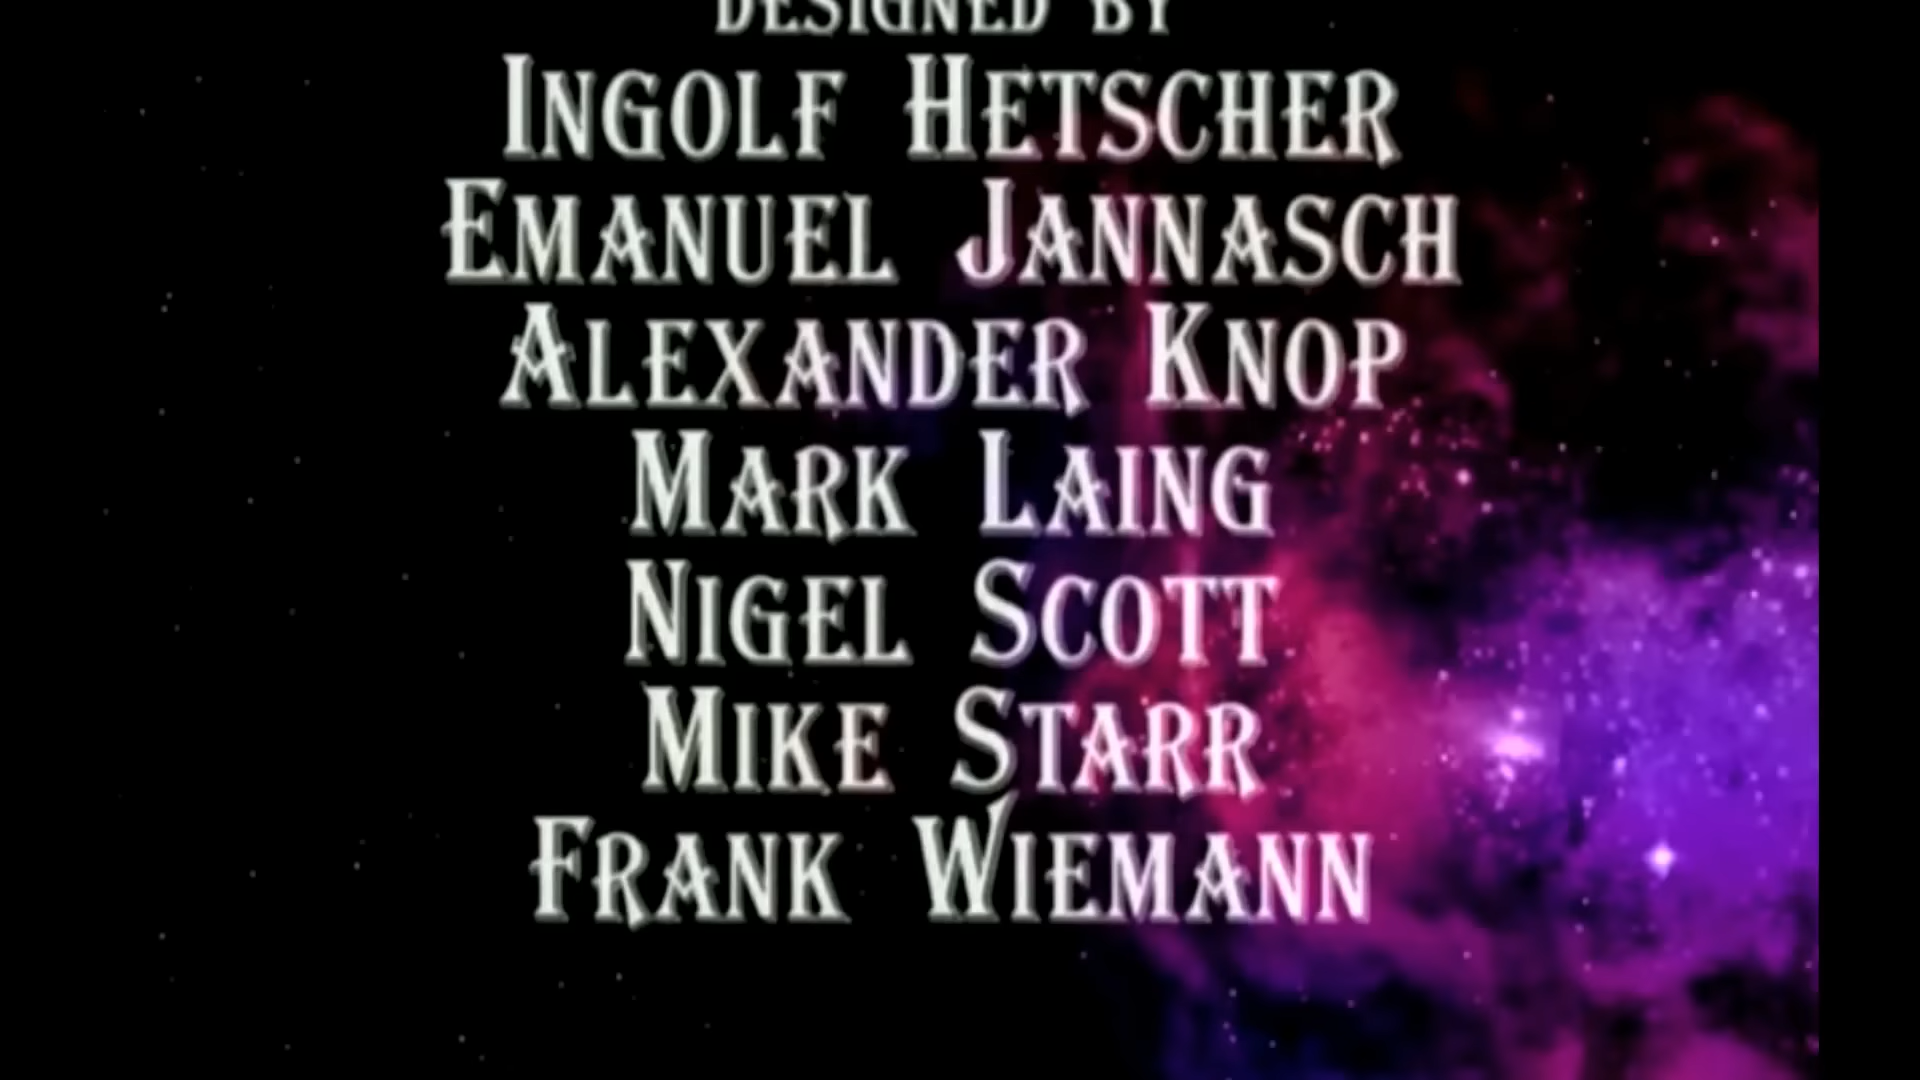 DESIGNED BY
INGOLF HETSCHER
EMANUEL JANNASCH
ALEXANDER KNOP
MARK LAING
NIGEL SCOTT
MIKE STARR
FRANK WIEMANN